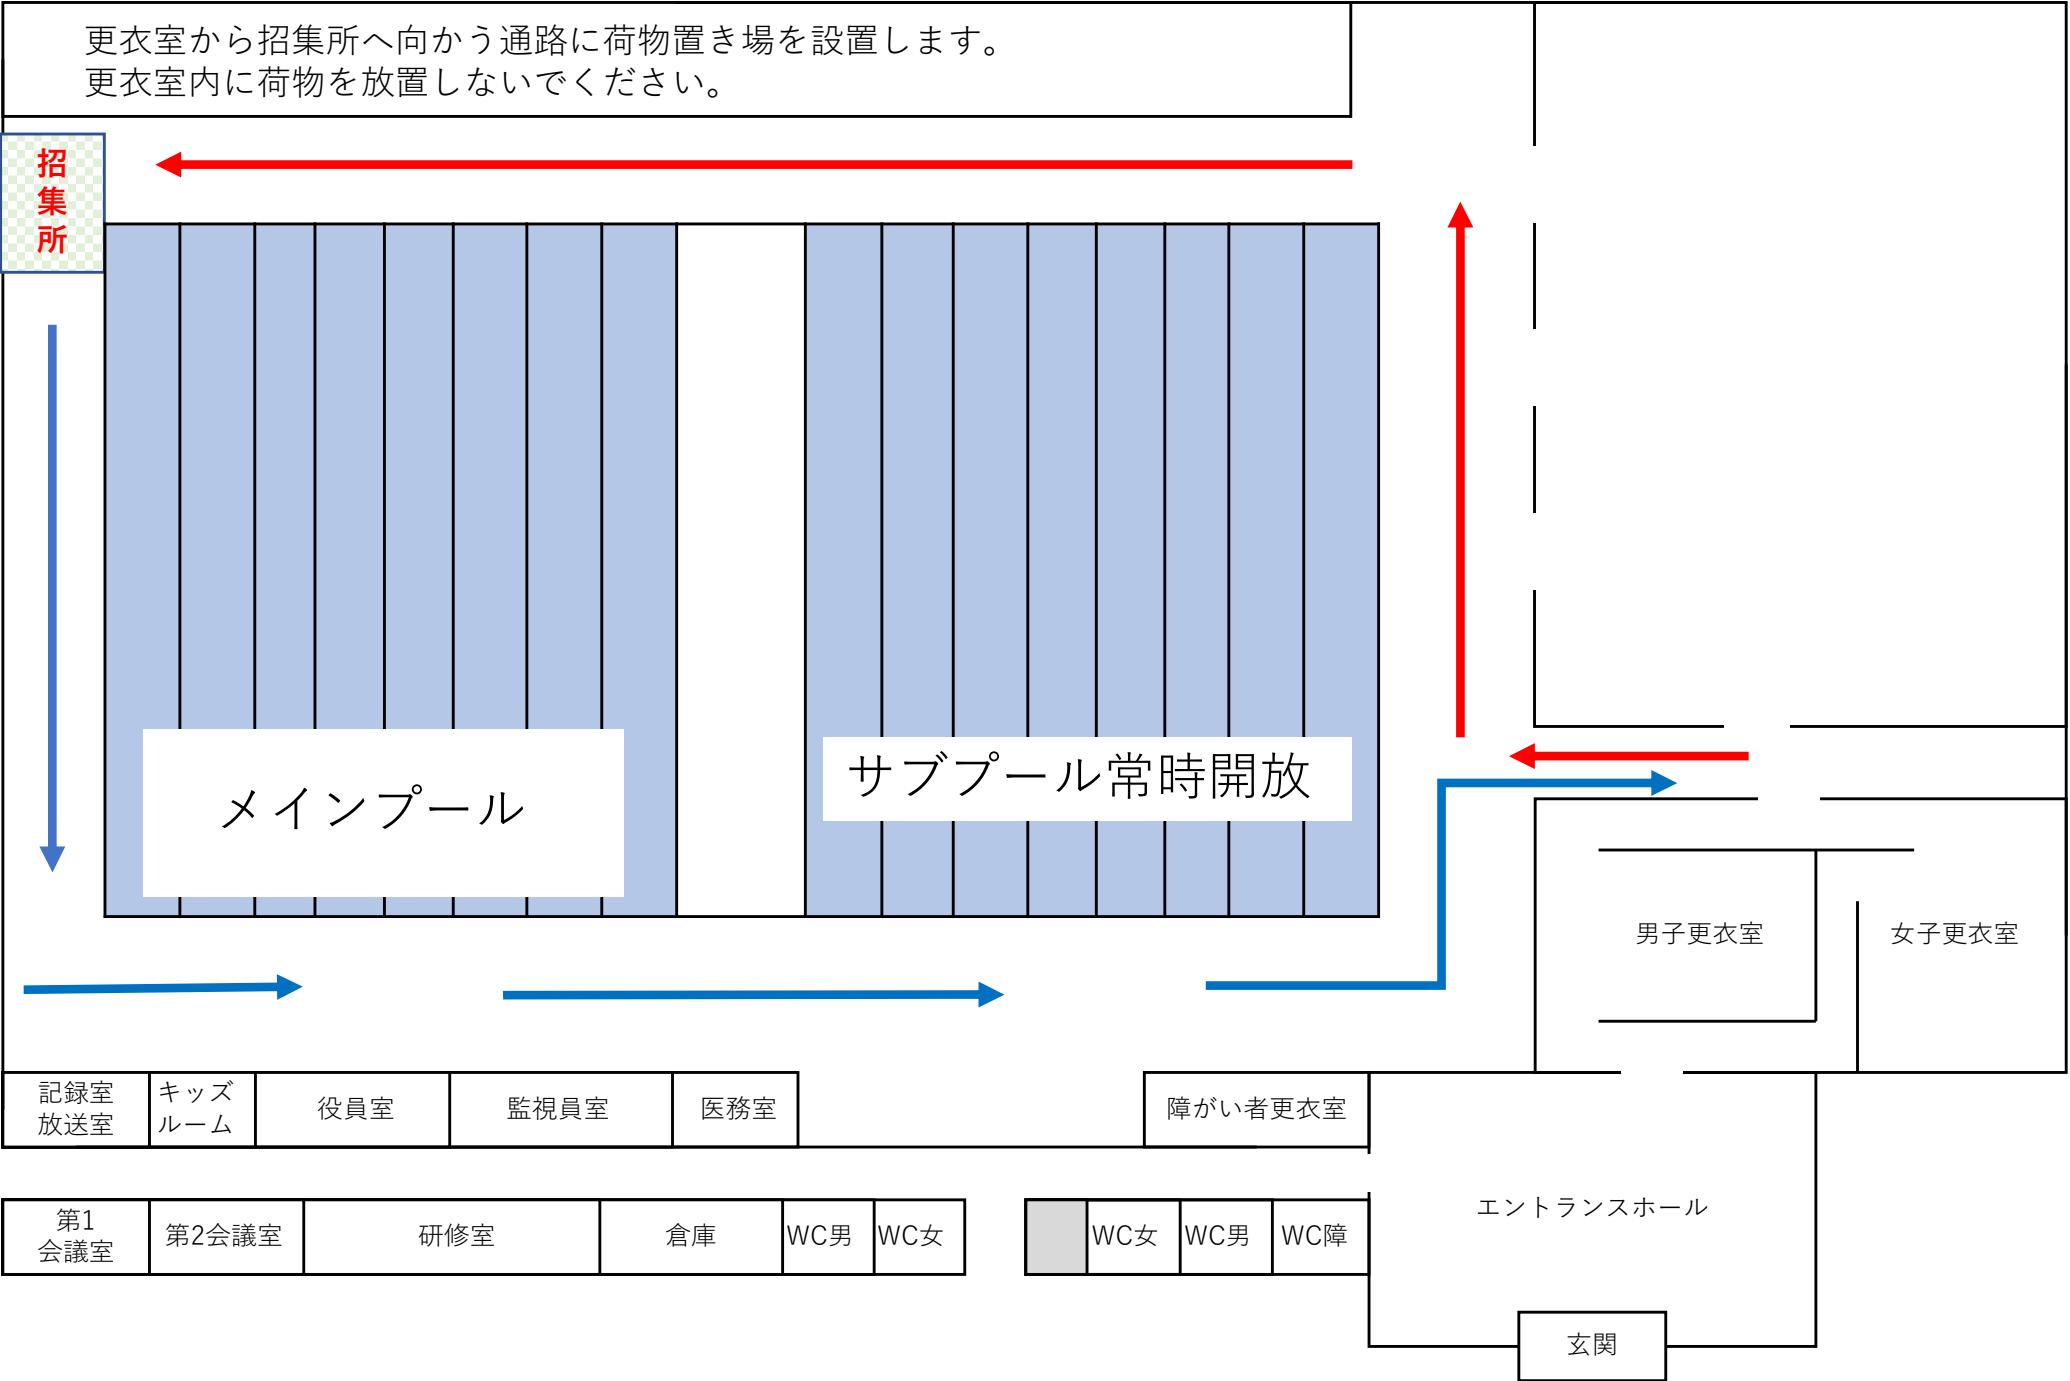 更衣室から招集所へ向かう通路に荷物置き場を設置します。
更衣室内に荷物を放置しないでください。
招
集
所
メインプール
サブプール常時開放
男子更衣室
女子更衣室
記録室
放送室
キッズ
ルーム
役員室
監視員室
医務室
障がい者更衣室
第1
会議室
第2会議室
研修室
倉庫
WC男
WC女
WC女
WC男
WC障
エントランスホール
玄関